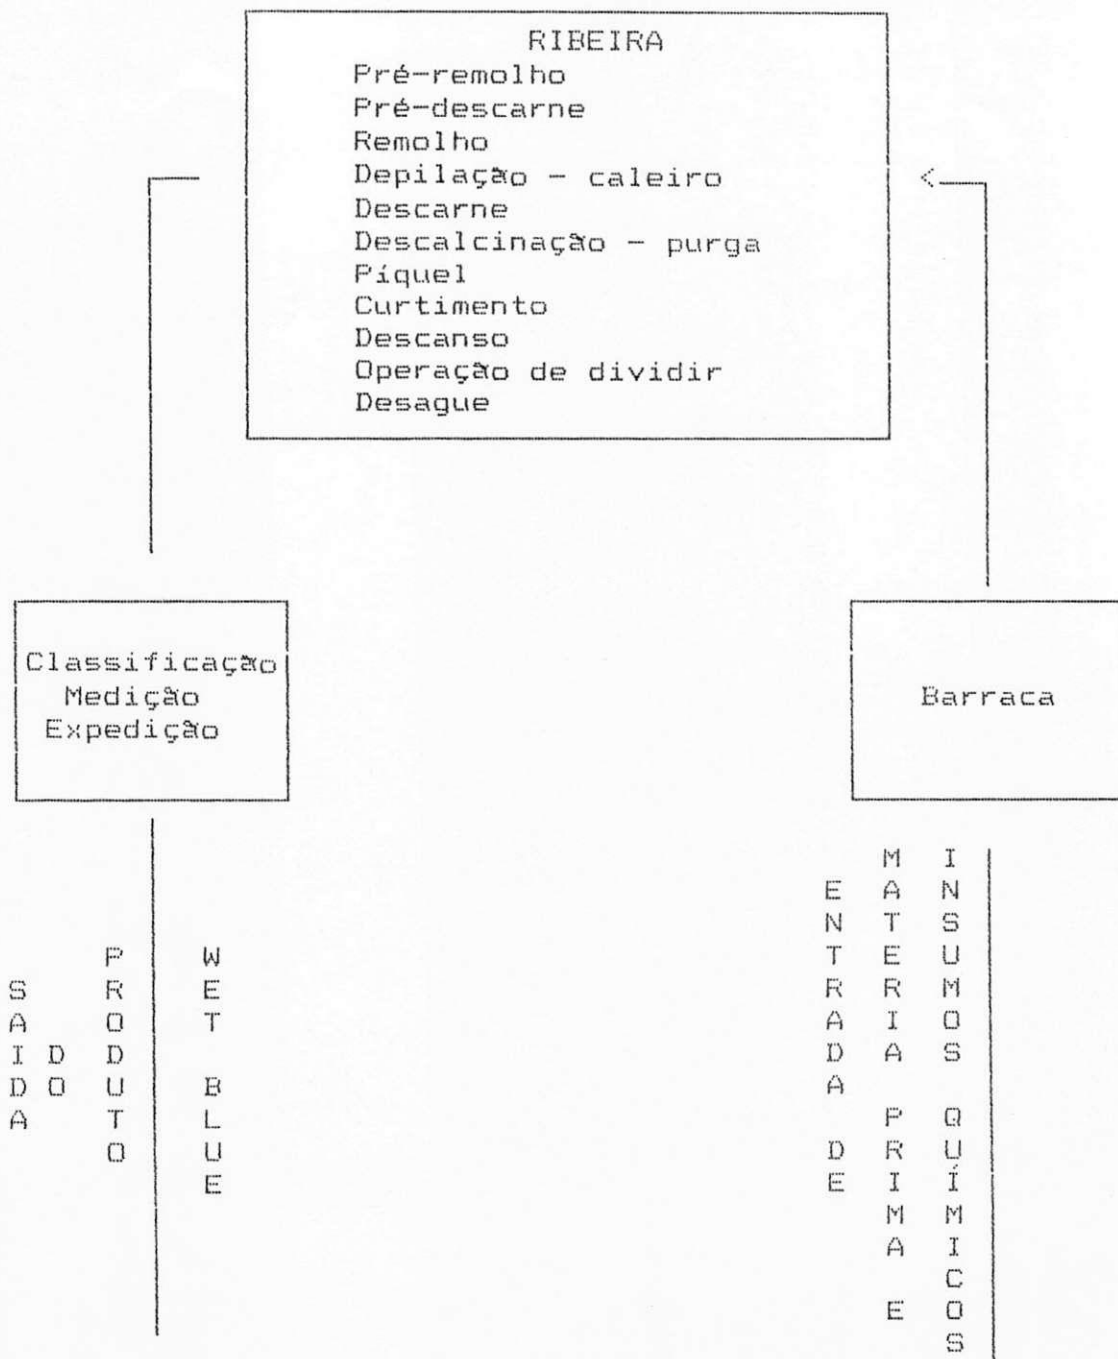 RIBEIRA
Pré-remolho
Pré-descarne
Remolho
Depilação - caleiro
Descarne
Descalcinação - purga
Píquel
Curtimento
Descanso
Operação de dividir
Desague
Classificação
Medição
Expedição
Barraca
SAIDA
DO
PRODUTO
WET BLUE
ENTRADA DE
MATERIA PRIMA E
INSUMOS QUÍMICOS